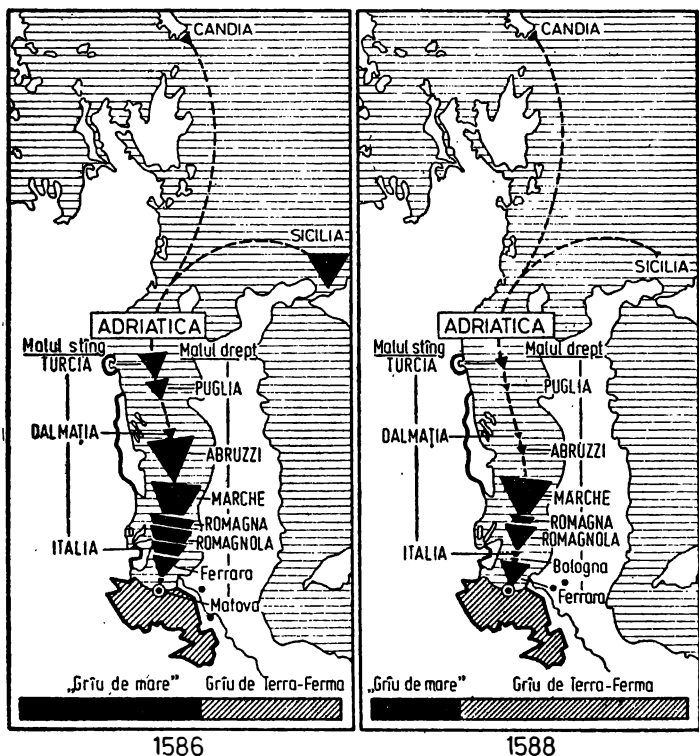 CANDIA
SICILIA
ADRIATICA
Malul stîng
Malul drept
TURCIA
PUGLIA
DALMAȚIA
ABRUZZI
MARCHE
ROMAGNA
ROMAGNOLA
ITALIA
Ferrara
Matova
„Grîu de mare” Grîu de Terra-Ferma
1586
CANDIA
SICILIA
ADRIATICA
Malul stîng
Malul drept
TURCIA
PUGLIA
DALMAȚIA
ABRUZZI
MARCHE
ROMAGNA
ROMAGNOLA
ITALIA
Bologna
Ferrara
„Grîu de mare” Grîu de Terra-Ferma
1588